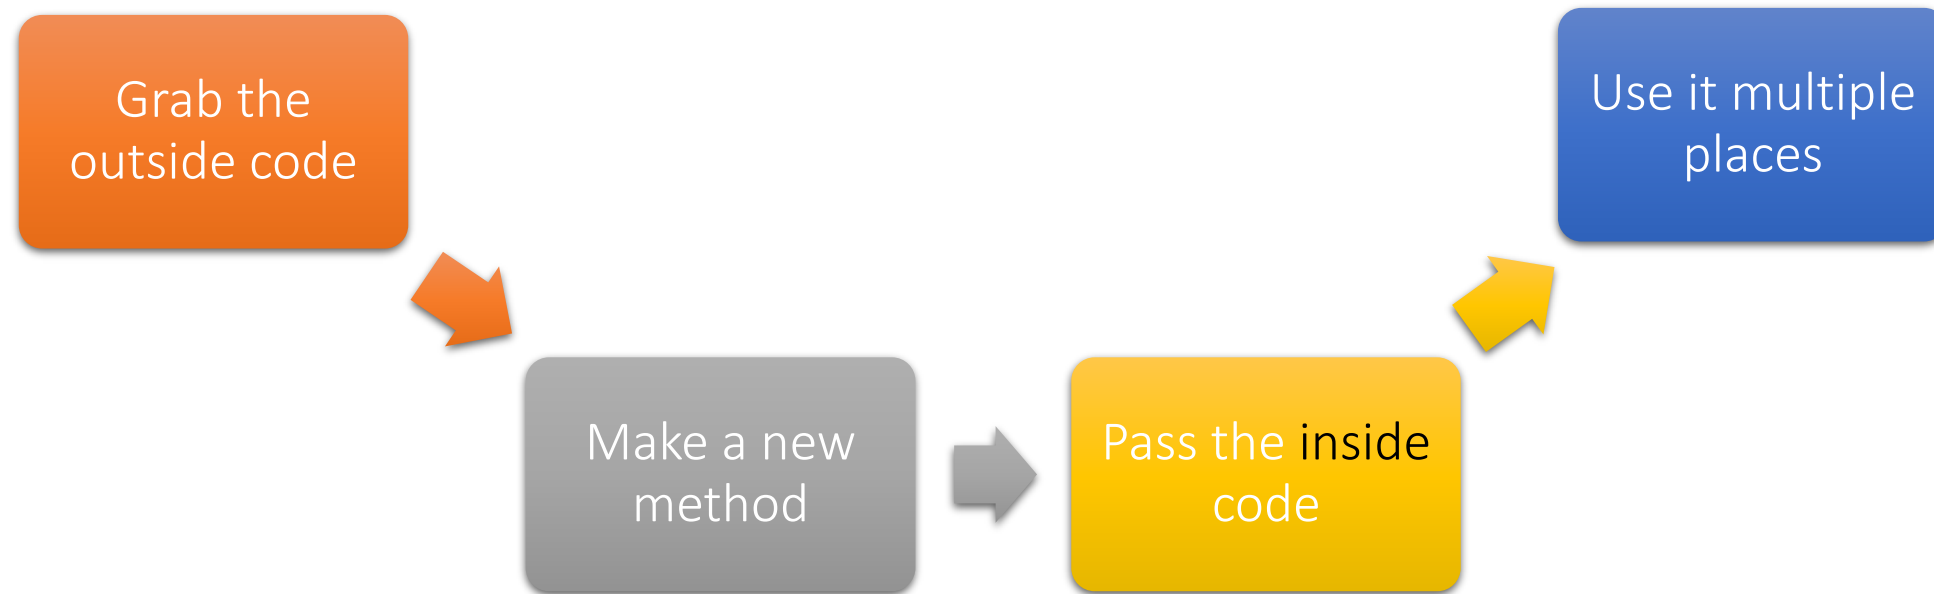 Grab the
outside code
Make a new
method
Pass the inside
code
Use it multiple
places